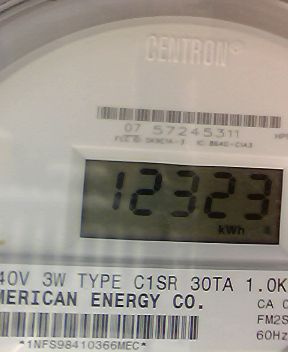 CENTRON®
07 57245311
12323
kWh
40V 3W TYPE C1SR 30TA 1.0K
MERICAN ENERGY CO.
CA 0
FM2S
60Hz
*1NFS98410366MEC*